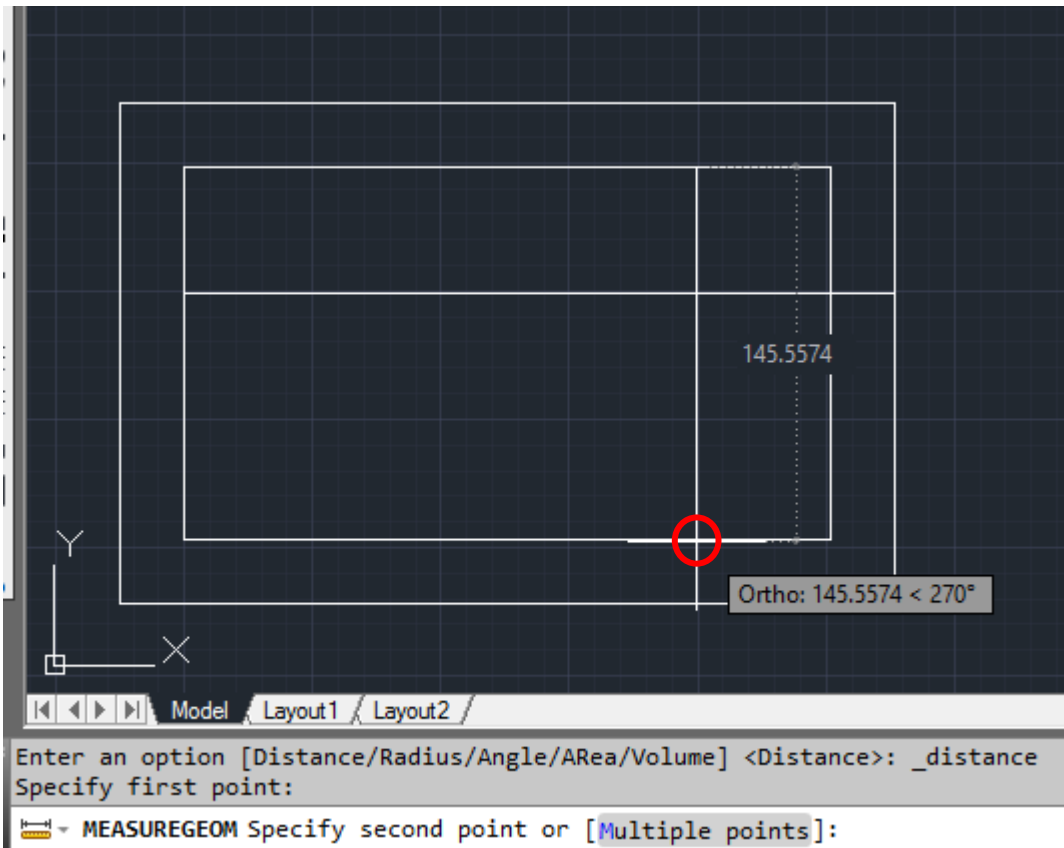 145.5574
Y
Ortho: 145.5574 < 270°
X
Model Layout1 Layout2
Enter an option [Distance/Radius/Angle/ARea/Volume] <Distance>: _distance
Specify first point:
MEASUREGEOM Specify second point or [Multiple points]: